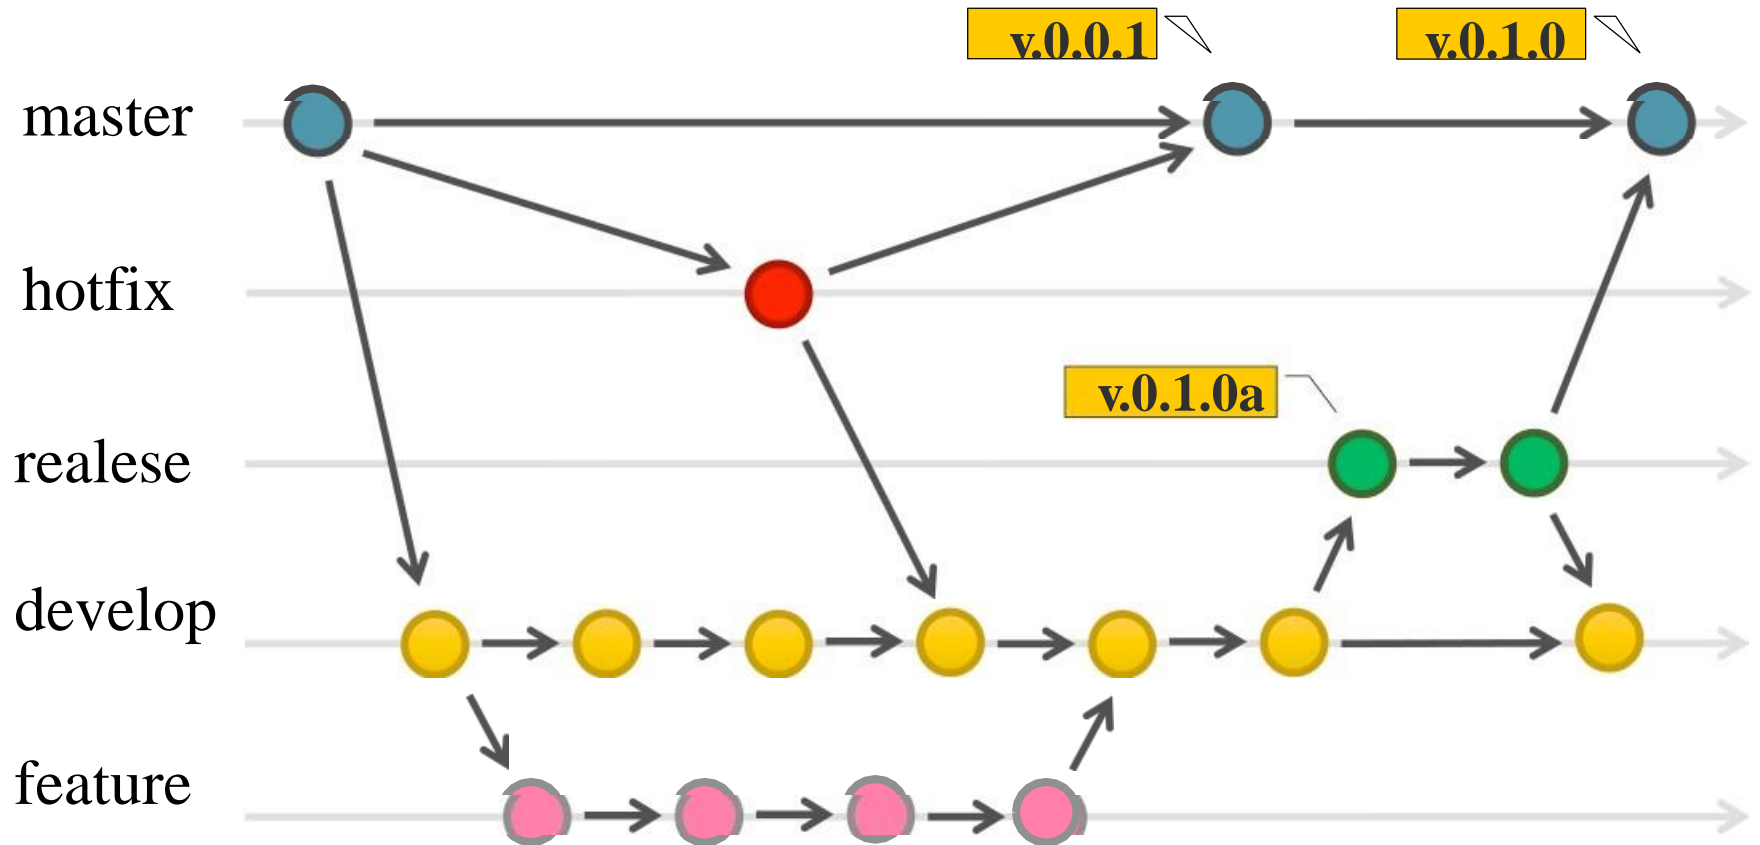 v.0.0.1
v.0.1.0
master
hotfix
v.0.1.0a
realese
develop
feature